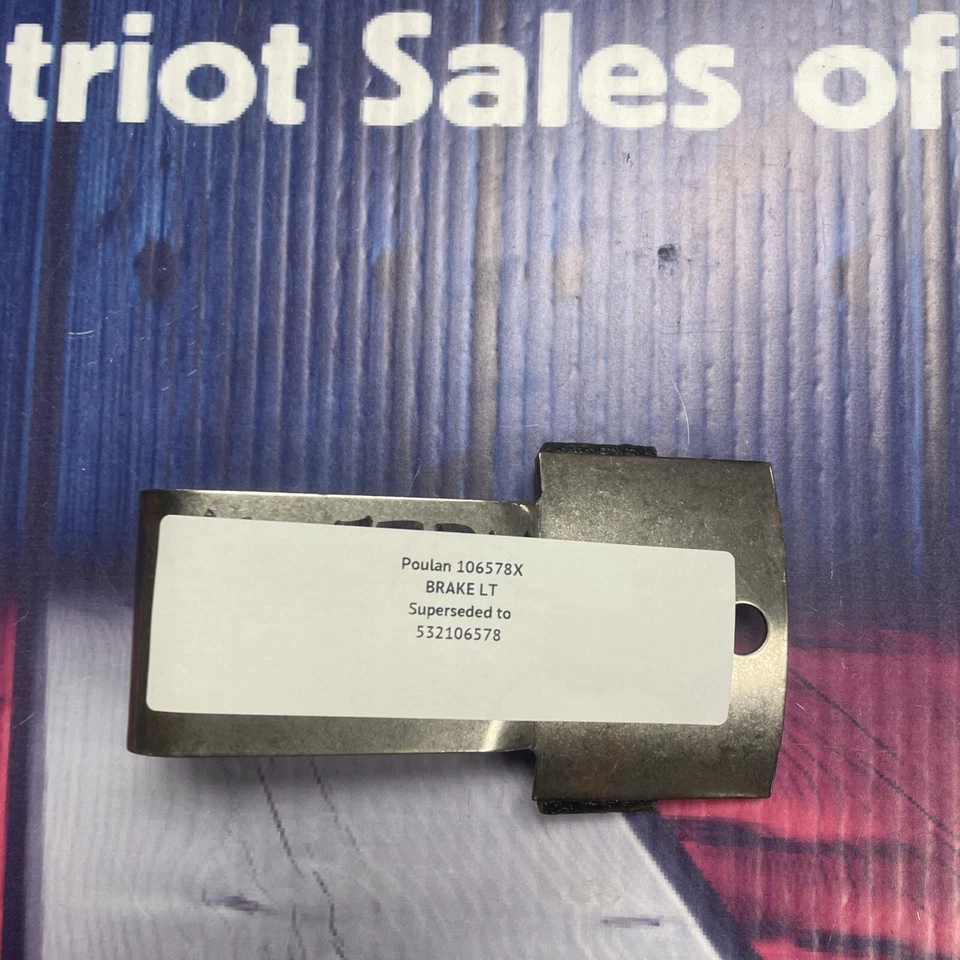 triot Sales of
Poulan 106578X
BRAKE LT
Superseded to
532106578